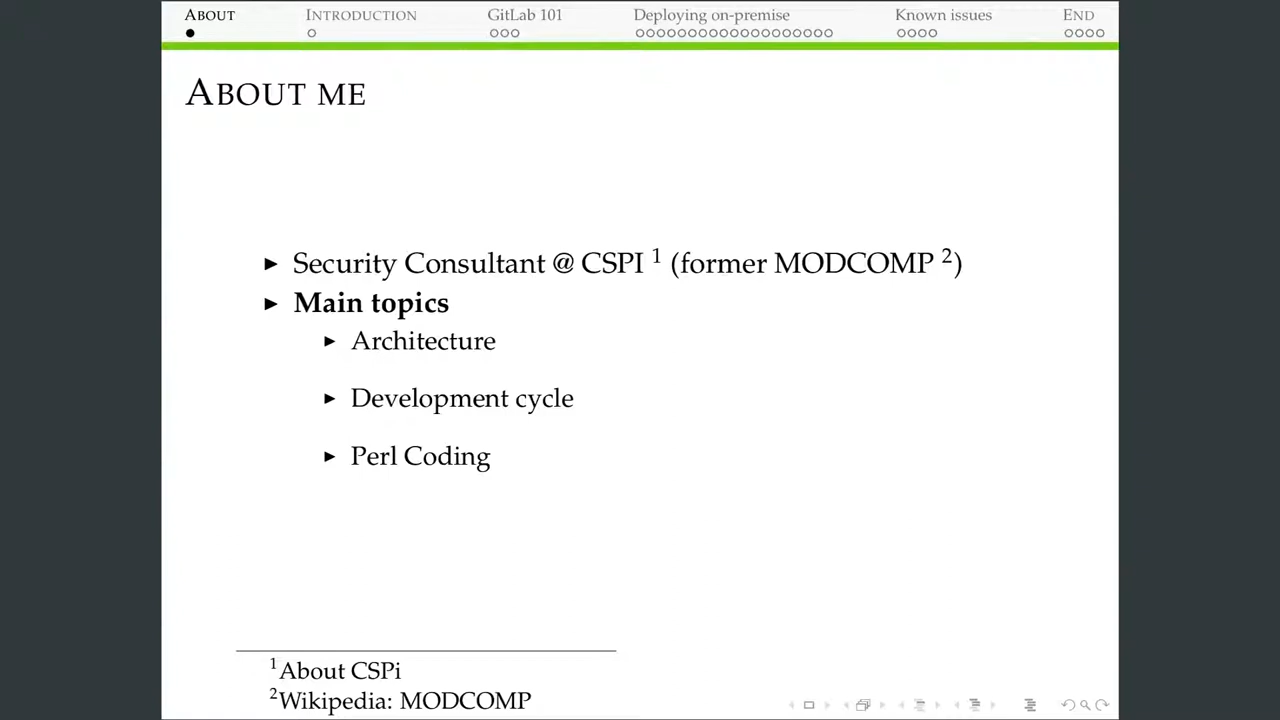 ABOUT INTRODUCTION GitLab 101 Deploying on-premise Known issues END
ABOUT ME
Security Consultant @ CSPI 1 (former MODCOMP 2)
Main topics
Architecture
Development cycle
Perl Coding
1About CSPi
2Wikipedia: MODCOMP